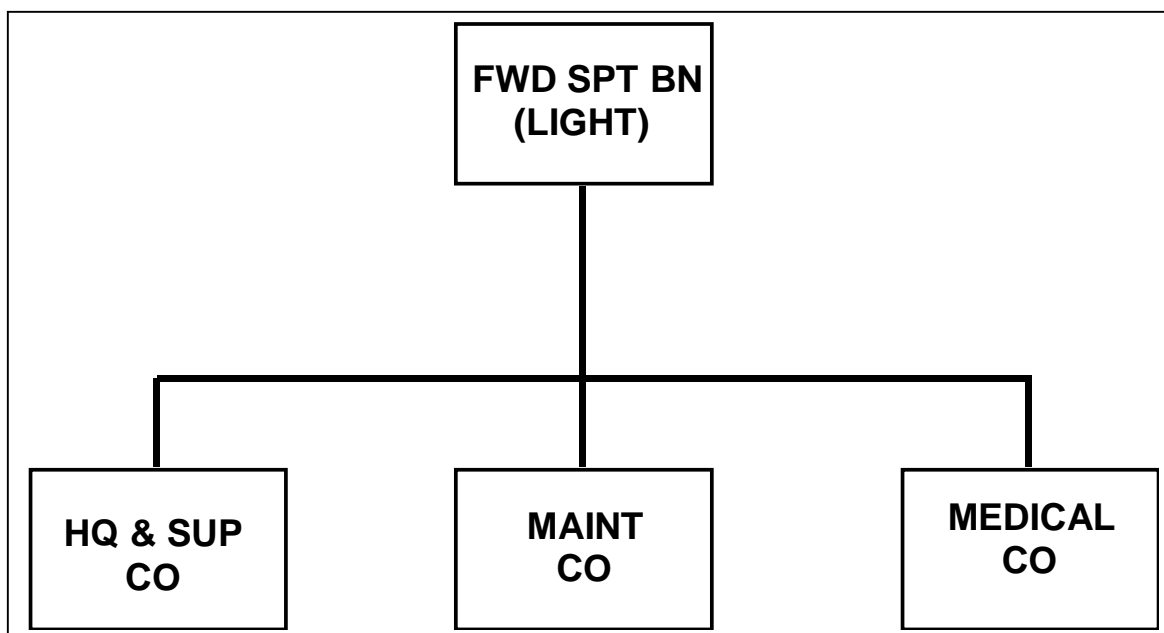 FWD SPT BN
(LIGHT)
HQ & SUP
CO
MAINT
CO
MEDICAL
CO